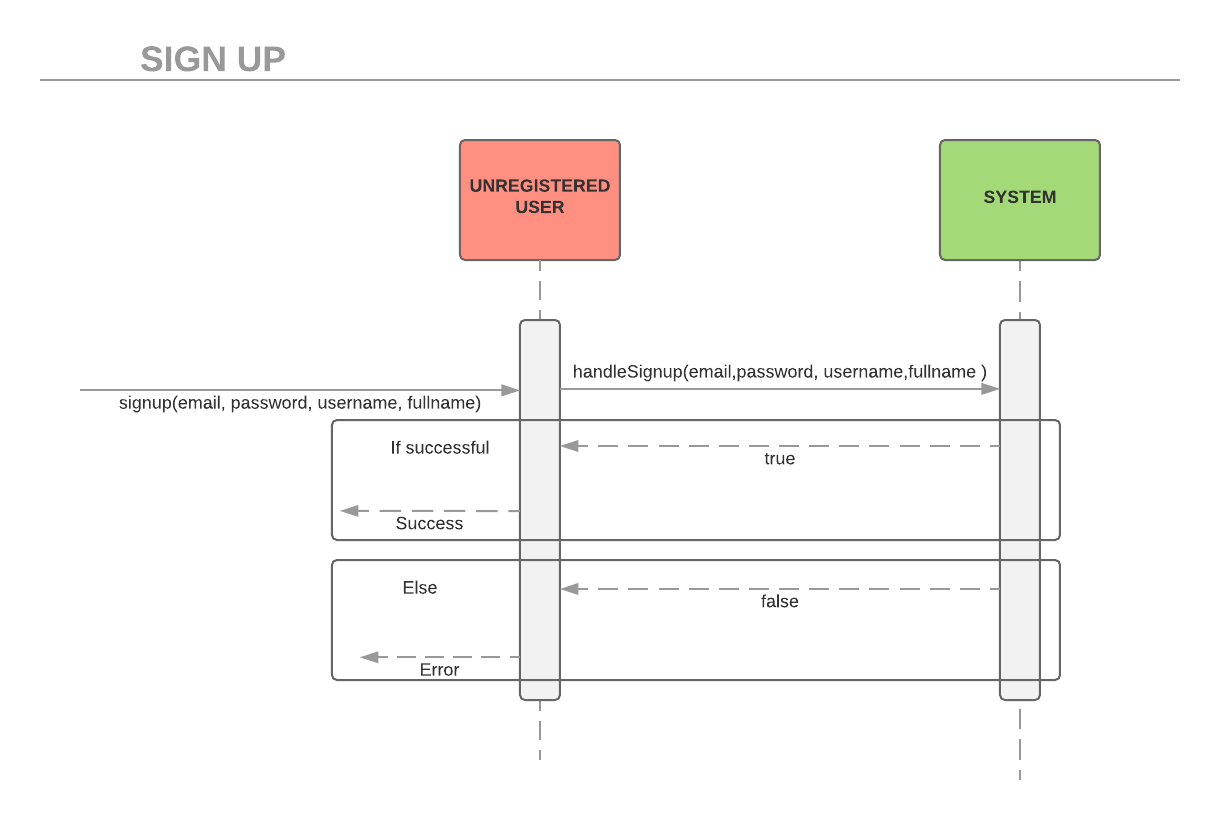 SIGN UP
UNREGISTERED
USER
SYSTEM
handleSignup(email,password, username,fullname )
signup(email, password, username, fullname)
If successful
true
Success
Else
false
Error